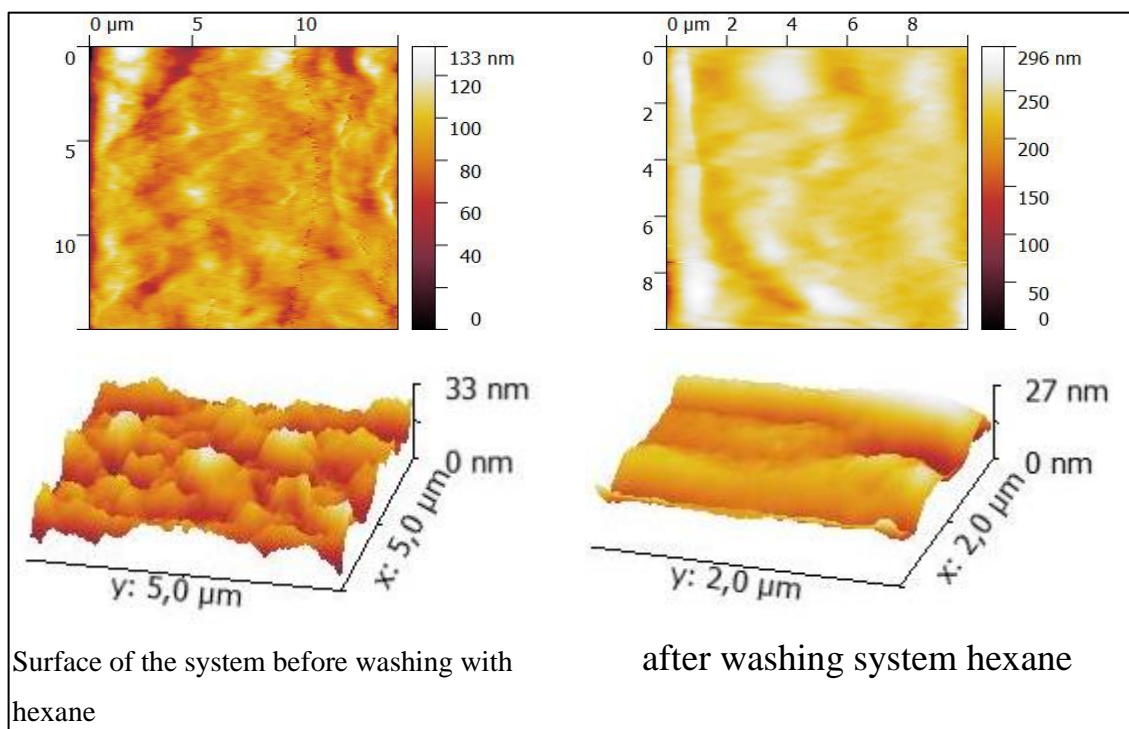 0 µm 5 10
0
5
10
133 nm
120
100
80
60
40
20
0
0 µm 2 4 6 8
0
2
4
6
8
296 nm
250
200
150
100
50
0
33 nm
0 nm
x: 5,0 µm
y: 5,0 µm
27 nm
0 nm
x: 2,0 µm
y: 2,0 µm
Surface of the system before washing with
hexane
after washing system hexane